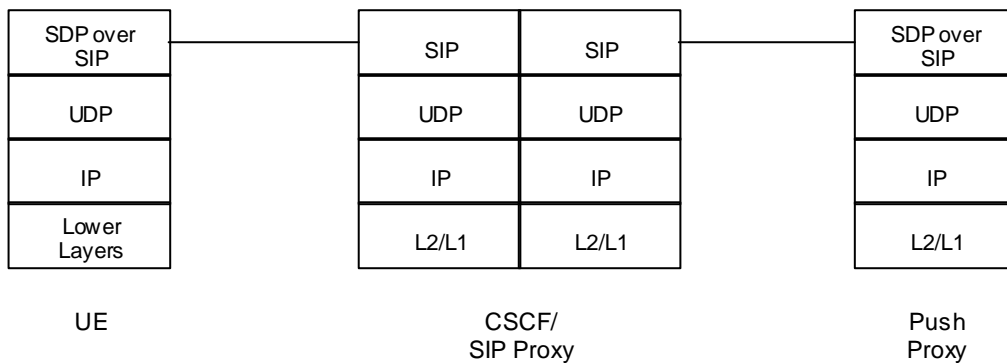 SDP over
SIP
SIP
SIP
SDP over
SIP
UDP
UDP
UDP
UDP
IP
IP
IP
IP
Lower
Layers
L2/L1
L2/L1
L2/L1
UE
CSCF/
SIP Proxy
Push
Proxy